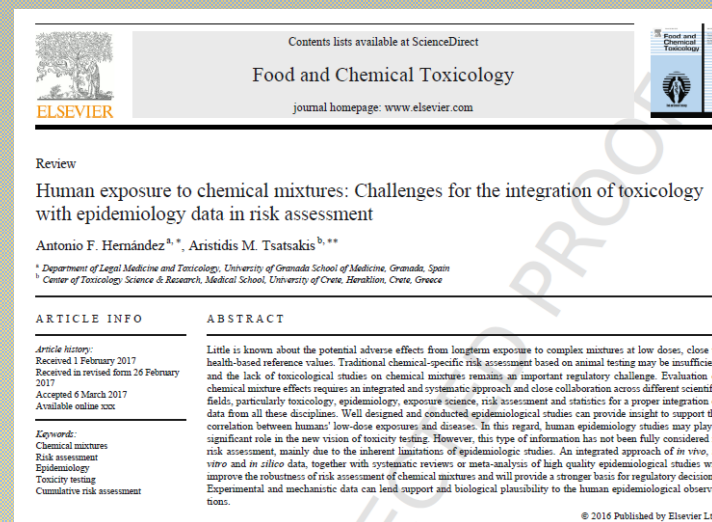 Contents lists available at ScienceDirect
Food and Chemical Toxicology
ELSEVIER
journal homepage: www.elsevier.com
Food and
Chemical
Toxicology
Review
Human exposure to chemical mixtures: Challenges for the integration of toxicology
with epidemiology data in risk assessment
Antonio F. Hernández a, *, Aristidis M. Tsatsakis b, **
a Department of Legal Medicine and Toxicology, University of Granada School of Medicine, Granada, Spain
b Center of Toxicology Science & Research, Medical School, University of Crete, Heraklion, Crete, Greece
ARTICLE INFO
Article history:
Received 1 February 2017
Received in revised form 26 February
2017
Accepted 6 March 2017
Available online xxx
Keywords:
Chemical mixtures
Risk assessment
Epidemiology
Toxicity testing
Cumulative risk assessment
ABSTRACT
Little is known about the potential adverse effects from longterm exposure to complex mixtures at low doses, close
health-based reference values. Traditional chemical-specific risk assessment based on animal testing may be insufficie
and the lack of toxicological studies on chemical mixtures remains an important regulatory challenge. Evaluation
chemical mixture effects requires an integrated and systematic approach and close collaboration across different scientif
fields, particularly toxicology, epidemiology, exposure science, risk assessment and statistics for a proper integration
data from all these disciplines. Well designed and conducted epidemiological studies can provide insight to support th
correlation between humans' low-dose exposures and diseases. In this regard, human epidemiology studies may play
significant role in the new vision of toxicity testing. However, this type of information has not been fully considered
risk assessment, mainly due to the inherent limitations of epidemiologic studies. An integrated approach of in vivo,
vitro and in silico data, together with systematic reviews or meta-analysis of high quality epidemiological studies w
improve the robustness of risk assessment of chemical mixtures and will provide a stronger basis for regulatory decision
Experimental and mechanistic data can lend support and biological plausibility to the human epidemiological observ
tions.
© 2016 Published by Elsevier Lt
ECTED PROOF